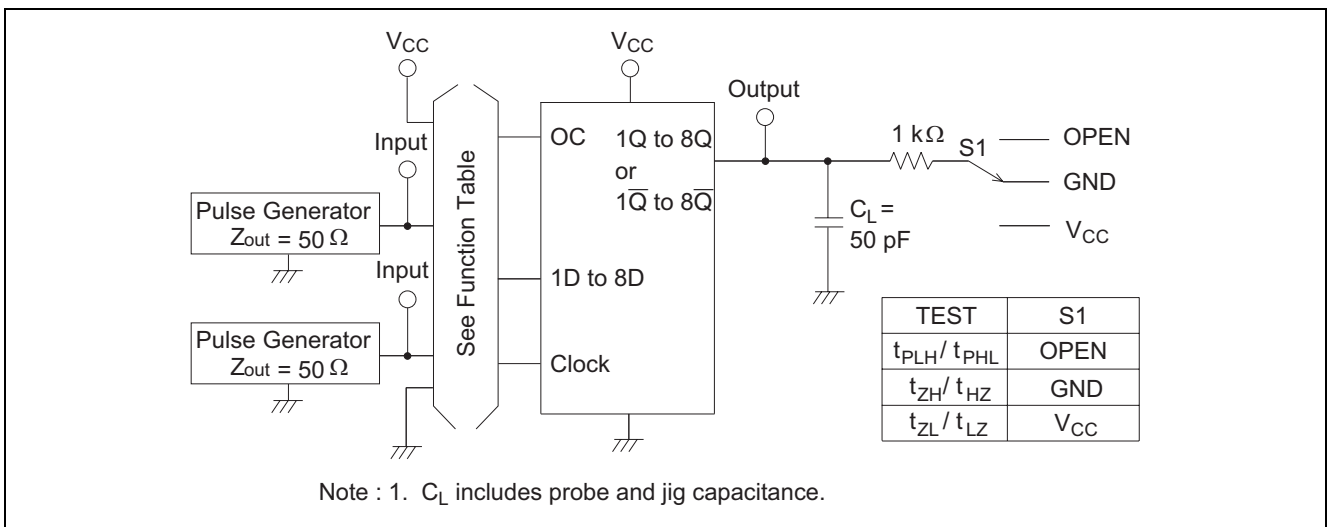 VCC
VCC
Output
Input
See Function Table
OC
1Q to 8Q
or
1Q̅ to 8Q̅
1 kΩ
S1
OPEN
GND
VCC
Pulse Generator
Zout = 50 Ω
CL =
50 pF
Input
1D to 8D
Pulse Generator
Zout = 50 Ω
Clock
TEST S1
tPLH / tPHL OPEN
tZH / tHZ GND
tZL / tLZ VCC
Note : 1. CL includes probe and jig capacitance.